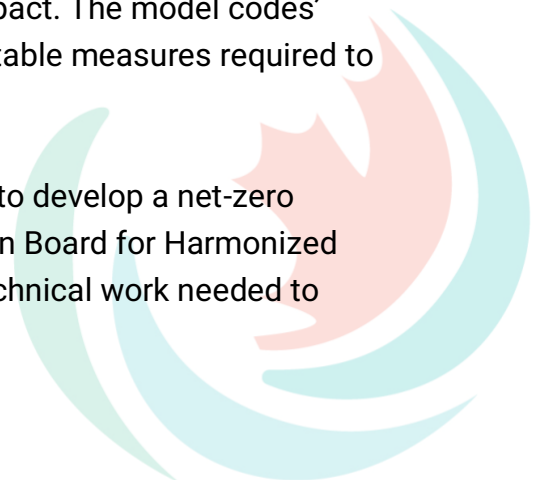 pact. The model codes’
table measures required to
to develop a net-zero
n Board for Harmonized
chnical work needed to